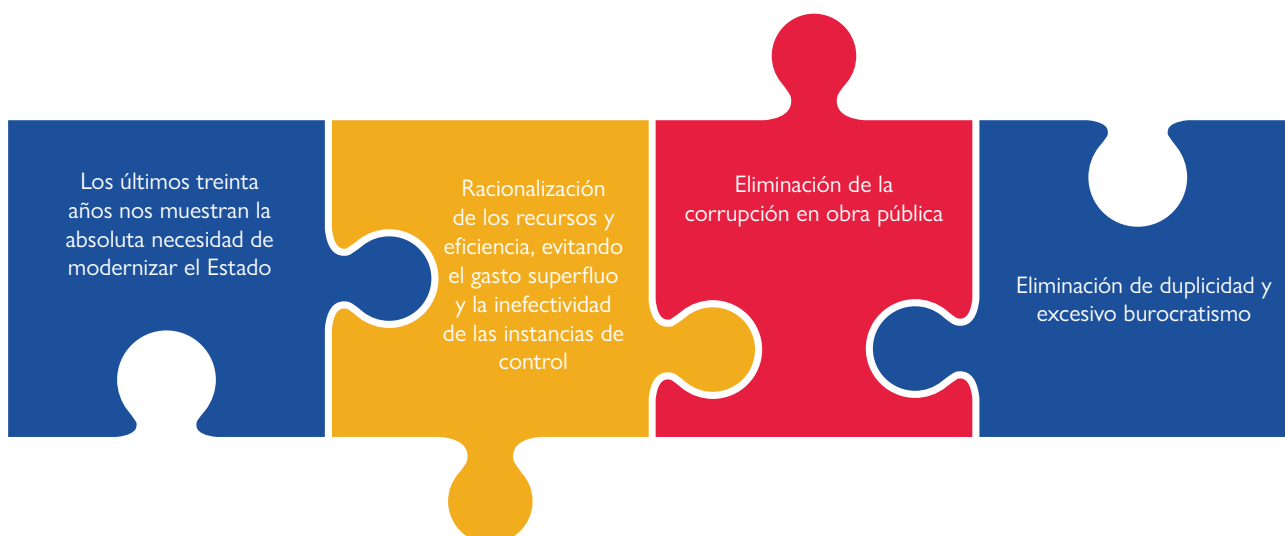 Los últimos treinta
años nos muestran la
absoluta necesidad de
modernizar el Estado
Racionalización
de los recursos y
eficiencia, evitando
el gasto superfluo
y la inefectividad
de las instancias de
control
Eliminación de la
corrupción en obra pública
Eliminación de duplicidad y
excesivo burocratismo